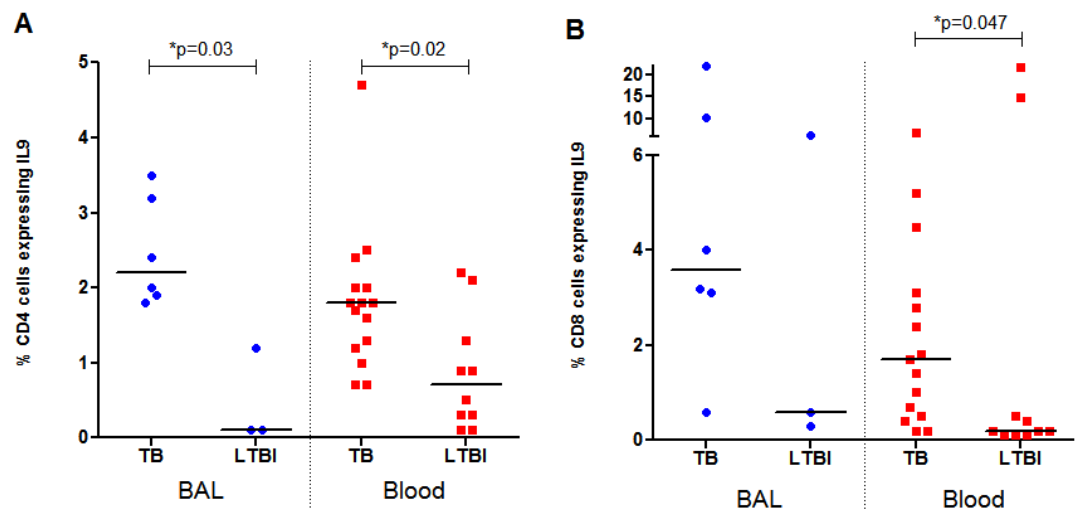 A
*p=0.03
*p=0.02
% CD4 cells expressing IL9
5
4
3
2
1
0
TB
LTBI
TB
LTBI
BAL
Blood
B
*p=0.047
% CD8 cells expressing IL9
20
15
10
6
4
2
0
TB
LTBI
TB
LTBI
BAL
Blood